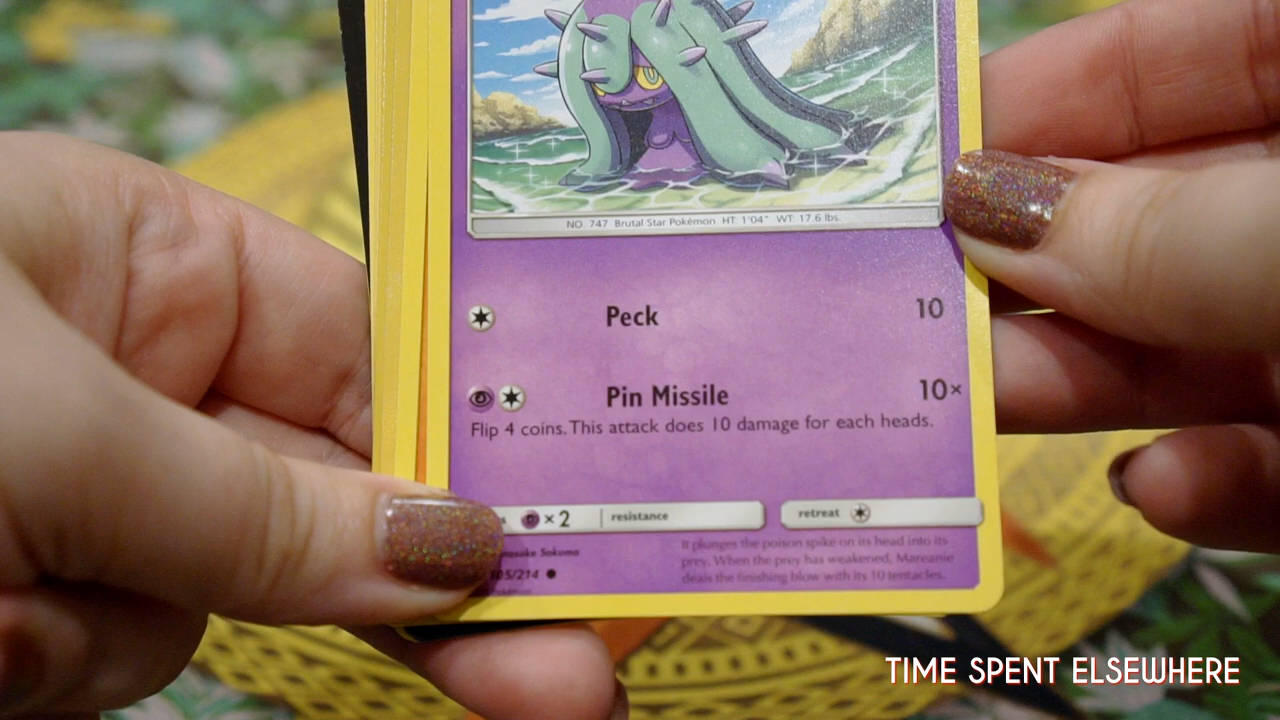 NO. 747 Brutal Star Pokémon HT: 1'04" WT: 17.6 lbs.
Peck 10
Pin Missile 10×
Flip 4 coins. This attack does 10 damage for each heads.
×2 resistance retreat
Sakuma
It plunges the poison spike on its head into its
prey. When the prey has weakened, Mareanie
deals the finishing blow with its 10 tentacles.
105/214
TIME SPENT ELSEWHERE